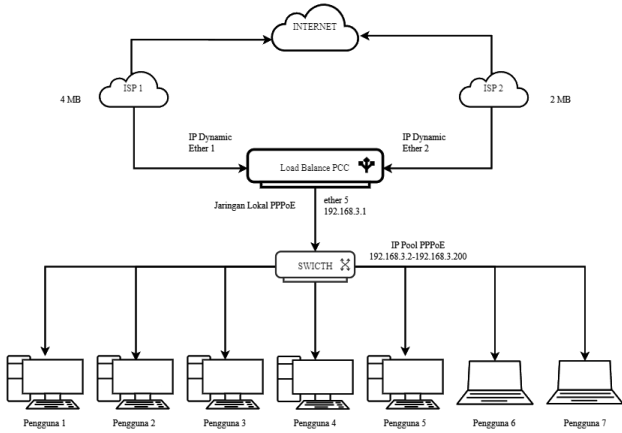 INTERNET
ISP 1
ISP 2
4 MB
2 MB
IP Dynamic
Ether 1
IP Dynamic
Ether 2
Load Balance PCC
Jaringan Lokal PPPoE
ether 5
192.168.3.1
IP Pool PPPoE
192.168.3.2-192.168.3.200
SWICTH
Pengguna 1
Pengguna 2
Pengguna 3
Pengguna 4
Pengguna 5
Pengguna 6
Pengguna 7